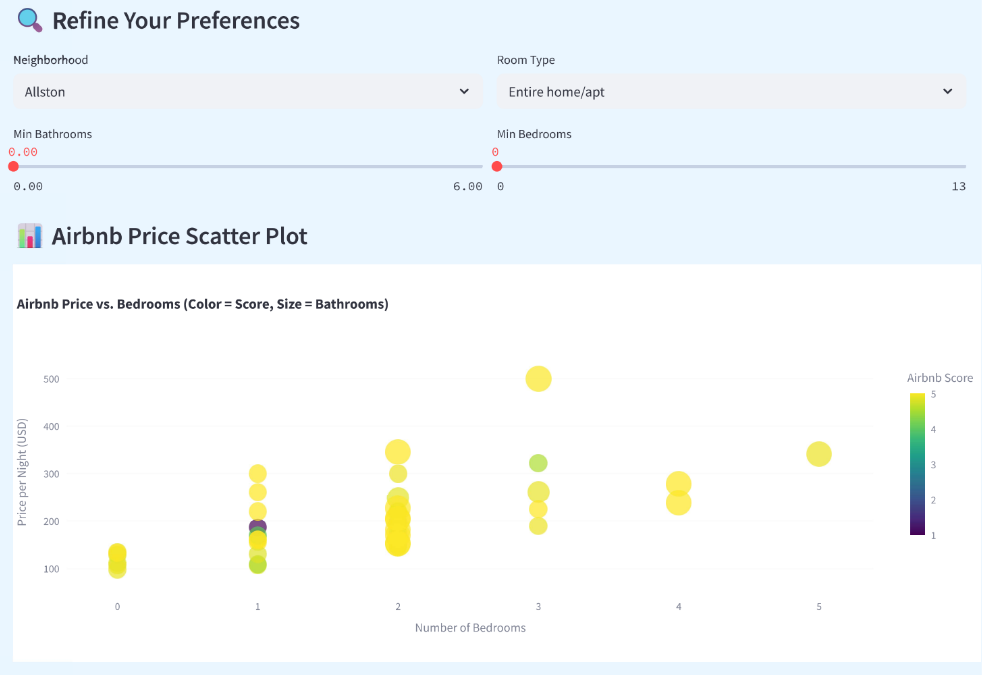 Refine Your Preferences
Neighborhood
Room Type
Allston
Entire home/apt
Min Bathrooms
Min Bedrooms
0.00
0
0.00
6.00
0
13
Airbnb Price Scatter Plot
Airbnb Price vs. Bedrooms (Color = Score, Size = Bathrooms)
Price per Night (USD)
500
400
300
200
100
0
1
2
3
4
5
Number of Bedrooms
Airbnb Score
5
4
3
2
1